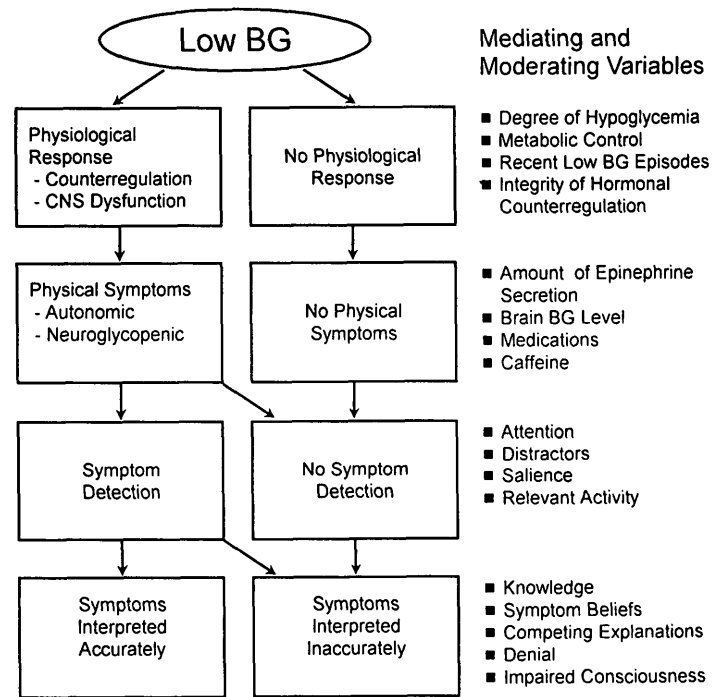 Low BG
Mediating and
Moderating Variables
Physiological
Response
- Counterregulation
- CNS Dysfunction
No Physiological
Response
■ Degree of Hypoglycemia
■ Metabolic Control
■ Recent Low BG Episodes
■ Integrity of Hormonal
Counterregulation
Physical Symptoms
- Autonomic
- Neuroglycopenic
No Physical
Symptoms
■ Amount of Epinephrine
Secretion
■ Brain BG Level
■ Medications
■ Caffeine
Symptom
Detection
No Symptom
Detection
■ Attention
■ Distractors
■ Salience
■ Relevant Activity
Symptoms
Interpreted
Accurately
Symptoms
Interpreted
Inaccurately
■ Knowledge
■ Symptom Beliefs
■ Competing Explanations
■ Denial
■ Impaired Consciousness